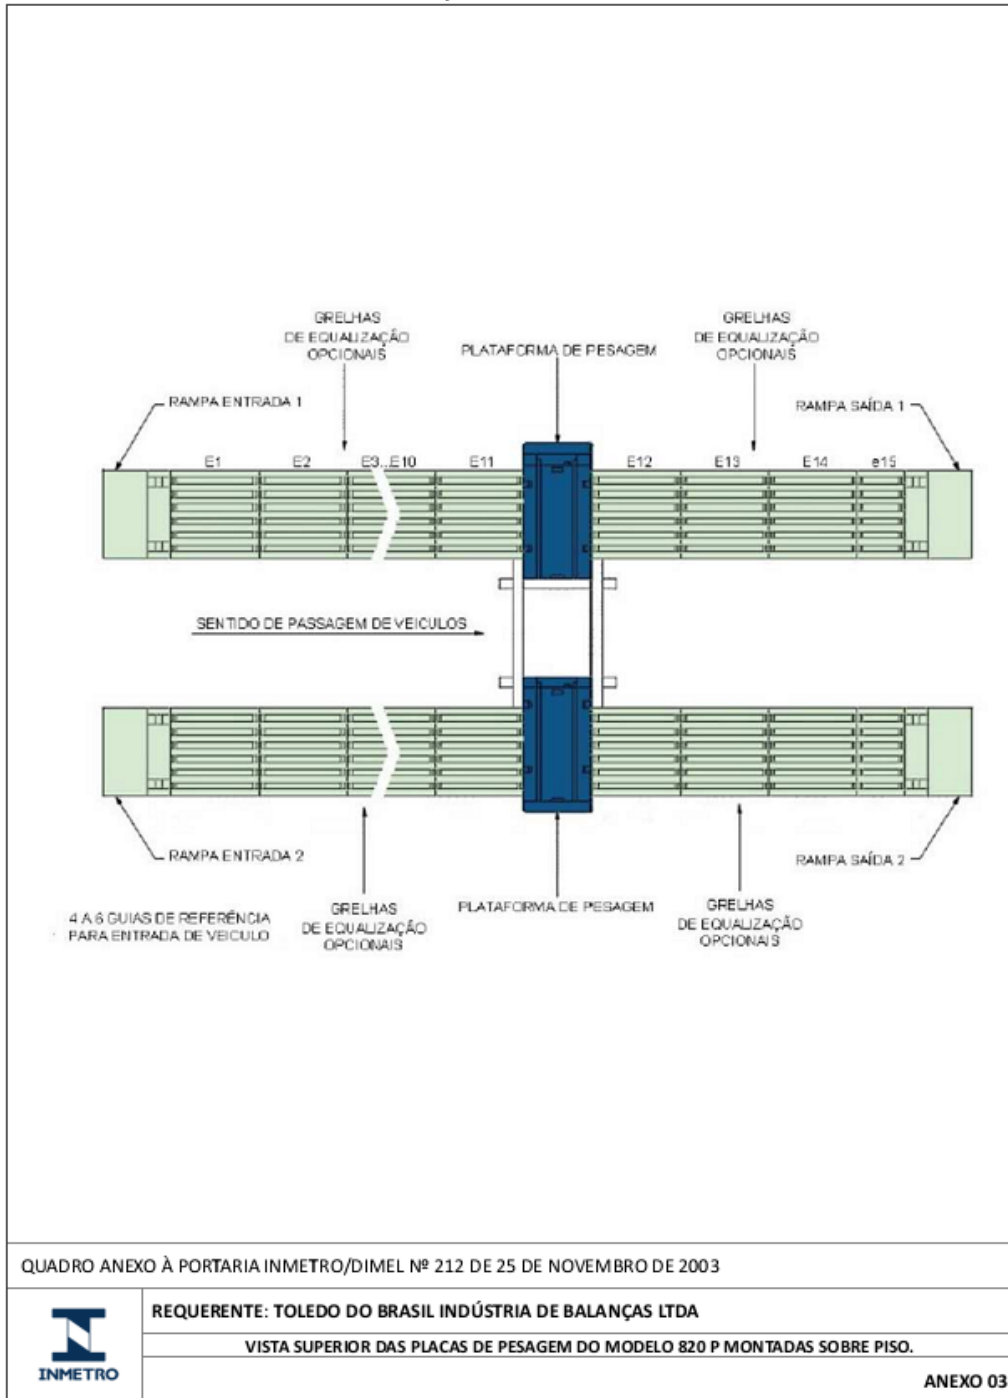 GRELHAS
DE EQUALIZAÇÃO
OPCIONAIS
PLATAFORMA DE PESAGEM
GRELHAS
DE EQUALIZAÇÃO
OPCIONAIS
RAMPA ENTRADA 1
RAMPA SAÍDA 1
E1 E2 E3...E10 E11 E12 E13 E14 e15
SENTIDO DE PASSAGEM DE VEICULOS
RAMPA ENTRADA 2
RAMPA SAÍDA 2
4 A 6 GUIAS DE REFERÊNCIA
PARA ENTRADA DE VEICULO
GRELHAS
DE EQUALIZAÇÃO
OPCIONAIS
PLATAFORMA DE PESAGEM
GRELHAS
DE EQUALIZAÇÃO
OPCIONAIS
QUADRO ANEXO À PORTARIA INMETRO/DIMEL Nº 212 DE 25 DE NOVEMBRO DE 2003
INMETRO
REQUERENTE: TOLEDO DO BRASIL INDÚSTRIA DE BALANÇAS LTDA
VISTA SUPERIOR DAS PLACAS DE PESAGEM DO MODELO 820 P MONTADAS SOBRE PISO.
ANEXO 03